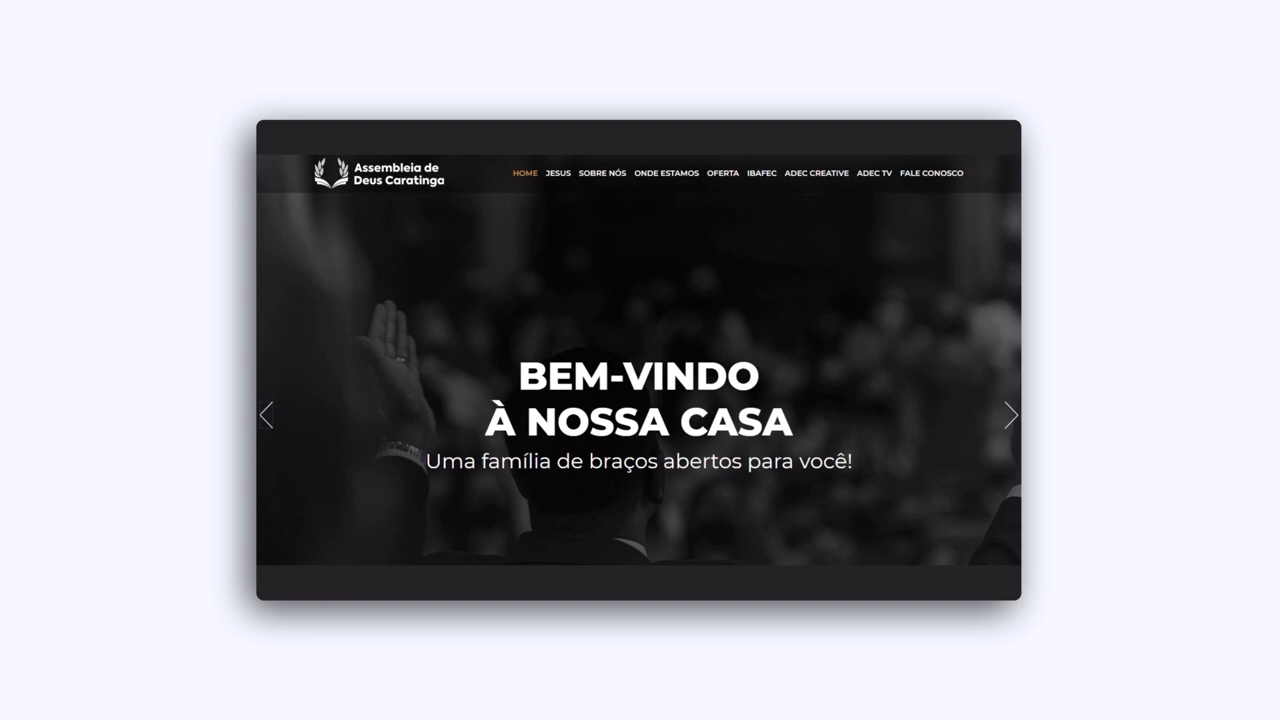 Assembleia de
Deus Caratinga
HOME JESUS SOBRE NÓS ONDE ESTAMOS OFERTA IBAFEC ADEC CREATIVE ADEC TV FALE CONOSCO
BEM-VINDO
À NOSSA CASA
Uma família de braços abertos para você!